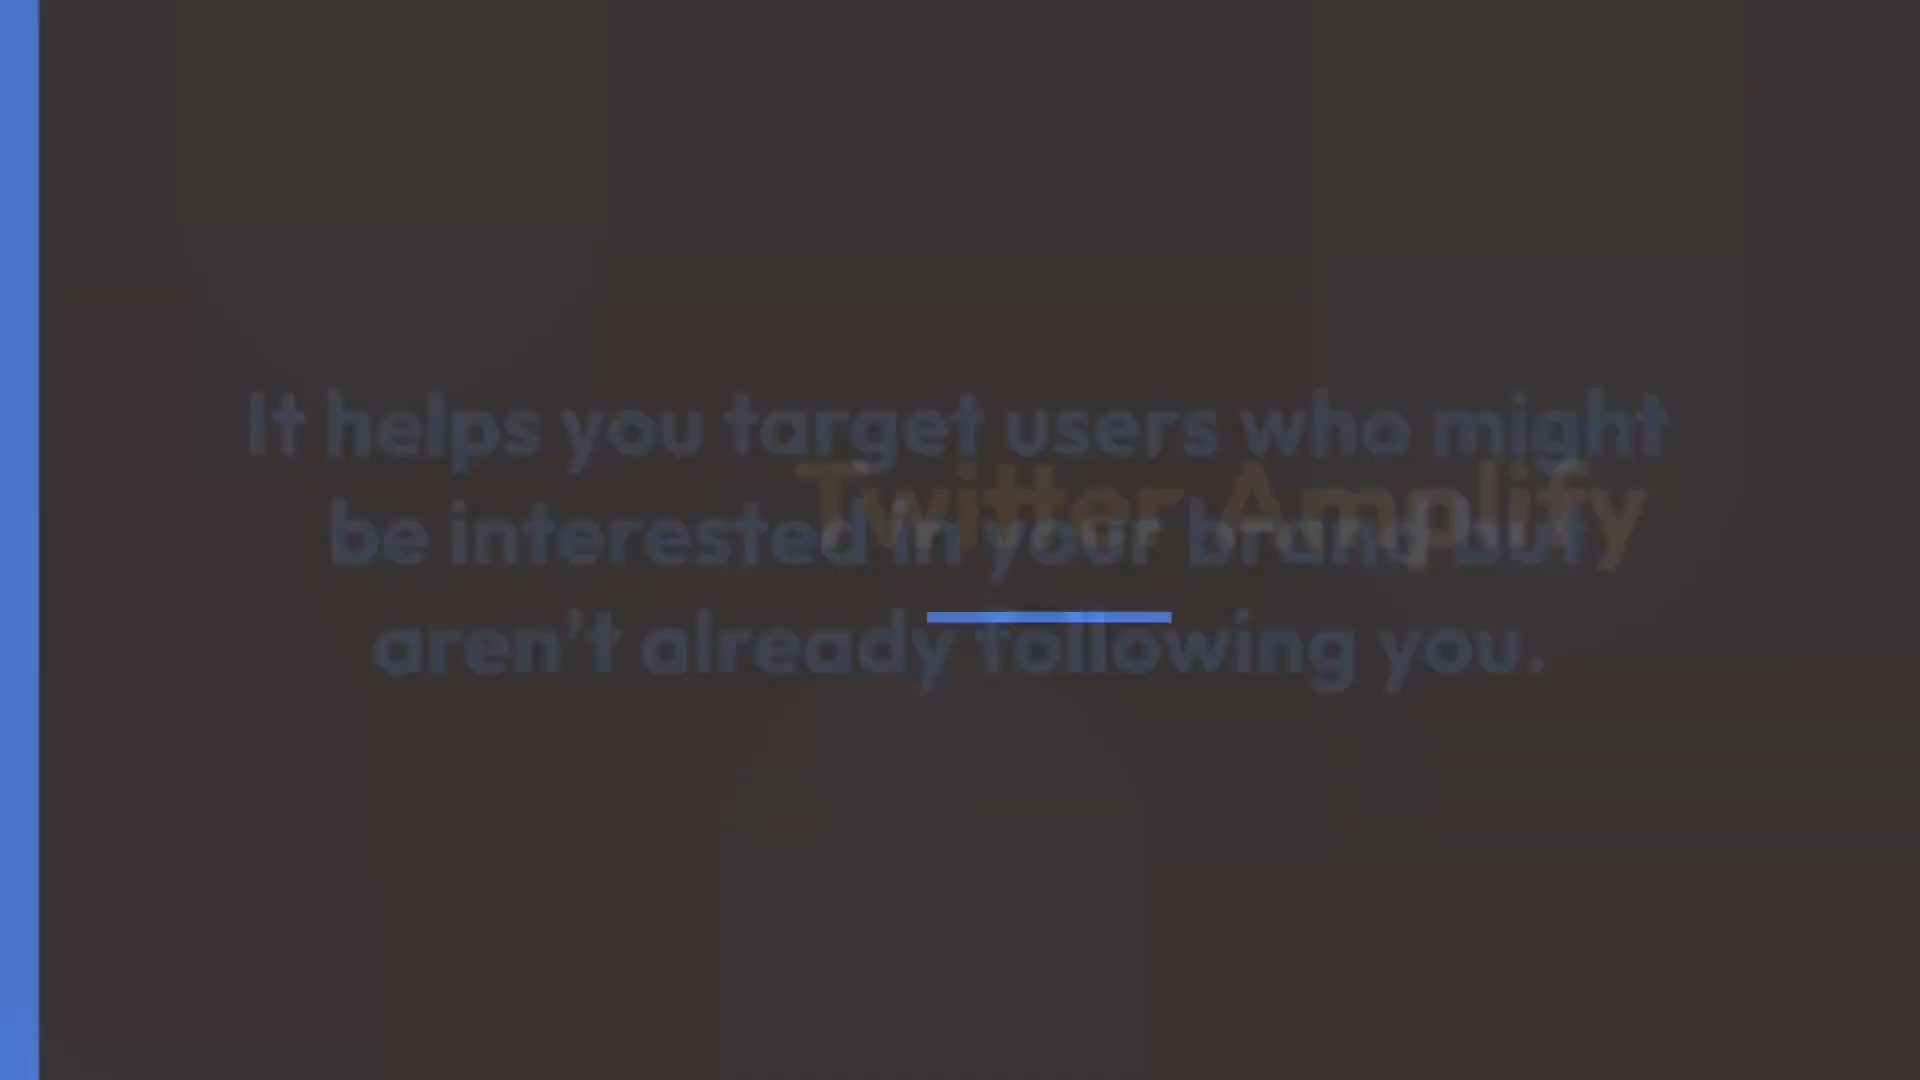 It helps you target users who might
Twitter Amplify
be interested in your brand but
aren't already following you.